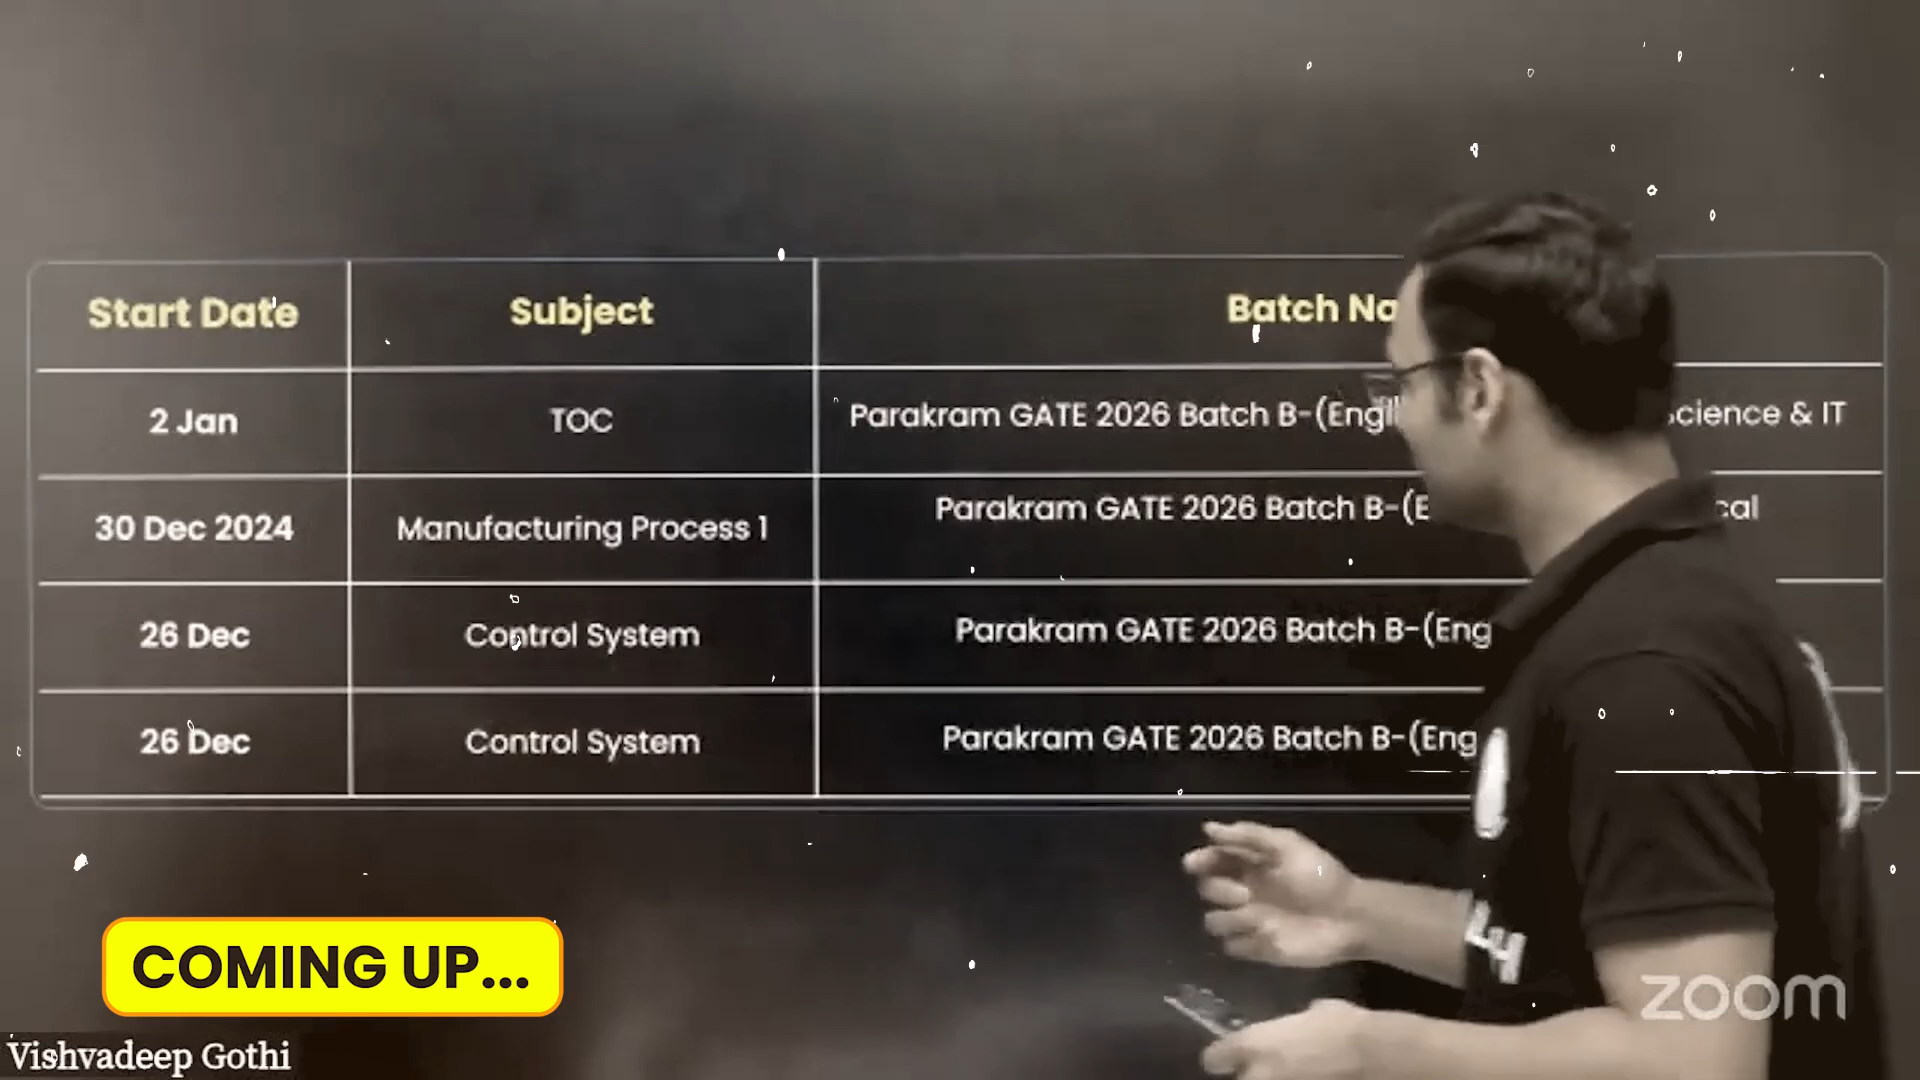 Start Date Subject Batch Na
2 Jan TOC Parakram GATE 2026 Batch B-(Engli Science & IT
30 Dec 2024 Manufacturing Process 1 Parakram GATE 2026 Batch B-(E cal
26 Dec Control System Parakram GATE 2026 Batch B-(Eng
26 Dec Control System Parakram GATE 2026 Batch B-(Eng
COMING UP...
zoom
Vishvadeep Gothi